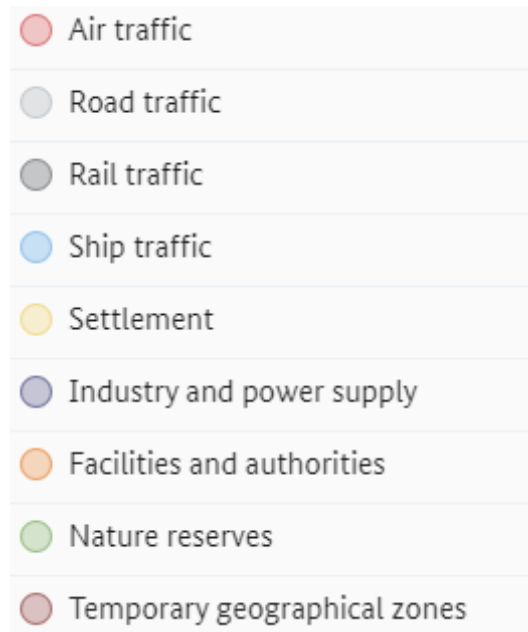 Air traffic
Road traffic
Rail traffic
Ship traffic
Settlement
Industry and power supply
Facilities and authorities
Nature reserves
Temporary geographical zones